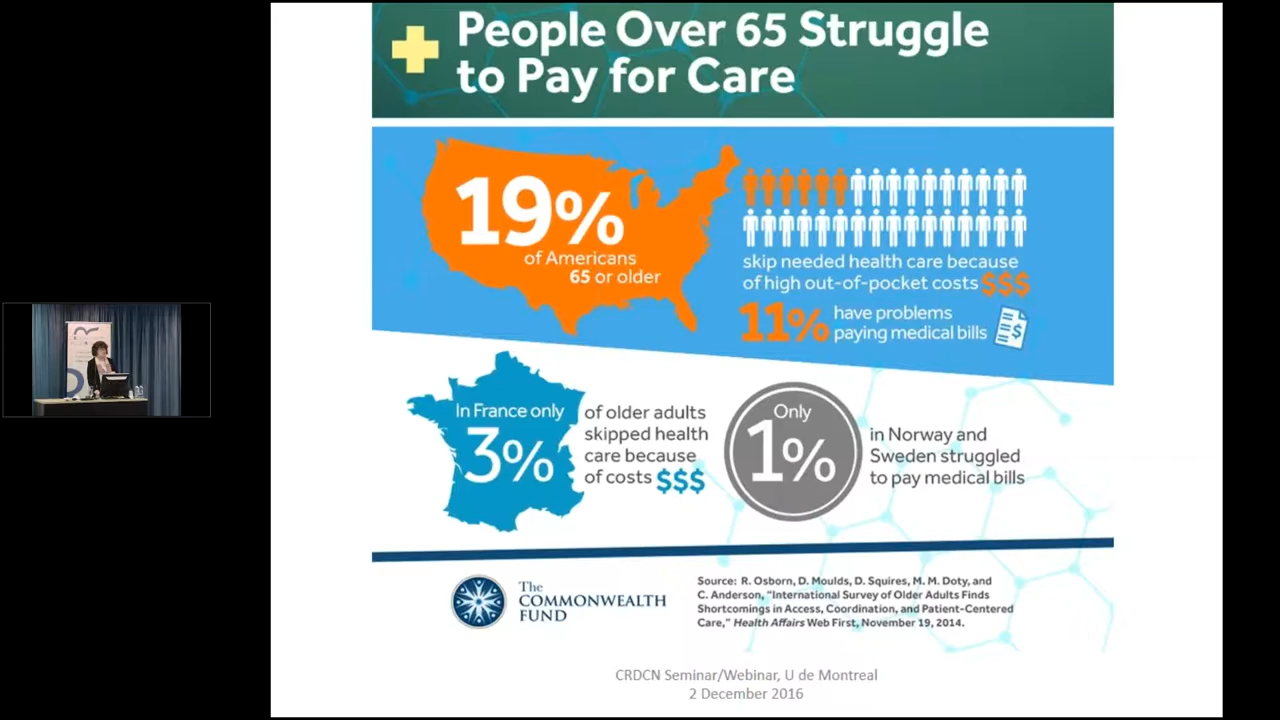 People Over 65 Struggle
to Pay for Care
19%
of Americans
65 or older
skip needed health care because
of high out-of-pocket costs $$$
11% have problems
paying medical bills
$
In France only
3%
of older adults
skipped health
care because
of costs $$$
Only
1%
in Norway and
Sweden struggled
to pay medical bills
The
COMMONWEALTH
FUND
Source: R. Osborn, D. Moulds, D. Squires, M. M. Doty, and
C. Anderson, “International Survey of Older Adults Finds
Shortcomings in Access, Coordination, and Patient-Centered
Care,” Health Affairs Web First, November 19, 2014.
CRDCN Seminar/Webinar, U de Montreal
2 December 2016